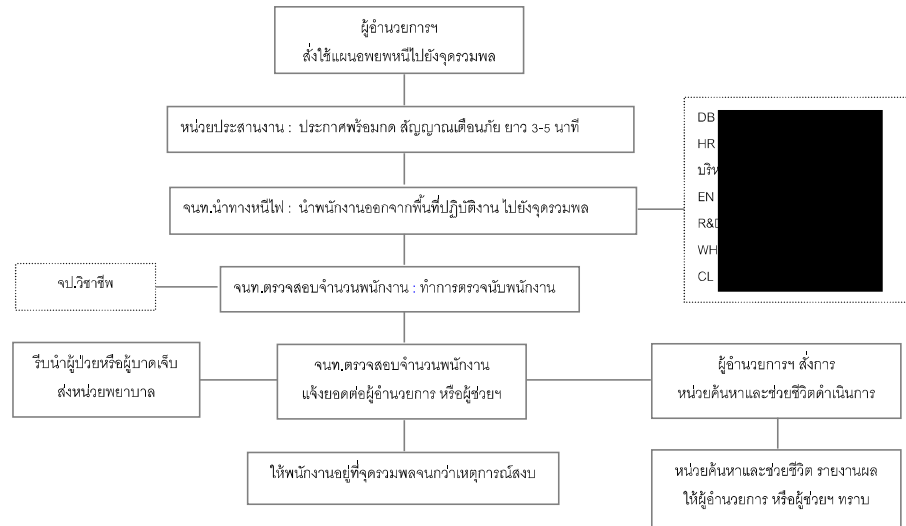 ผู้อำนวยการฯ
สั่งใช้แผนอพยพหนีไปยังจุดรวมพล
หน่วยประสานงาน : ประกาศพร้อมกด สัญญาณเตือนภัย ยาว 3-5 นาที
DB
HR
EN
WH
CL
จนท.นำทางหนีไฟ : นำพนักงานออกจากพื้นที่ปฏิบัติงาน ไปยังจุดรวมพล
จป.วิชาชีพ
จนท.ตรวจสอบจำนวนพนักงาน : ทำการตรวจนับพนักงาน
รีบนำผู้ป่วยหรือผู้บาดเจ็บ
ส่งหน่วยพยาบาล
จนท.ตรวจสอบจำนวนพนักงาน
แจ้งยอดต่อผู้อำนวยการ หรือผู้ช่วยฯ
ผู้อำนวยการฯ สั่งการ
หน่วยค้นหาและช่วยชีวิตดำเนินการ
ให้พนักงานอยู่ที่จุดรวมพลจนกว่าเหตุการณ์สงบ
หน่วยค้นหาและช่วยชีวิต รายงานผล
ให้ผู้อำนวยการ หรือผู้ช่วยฯ ทราบ